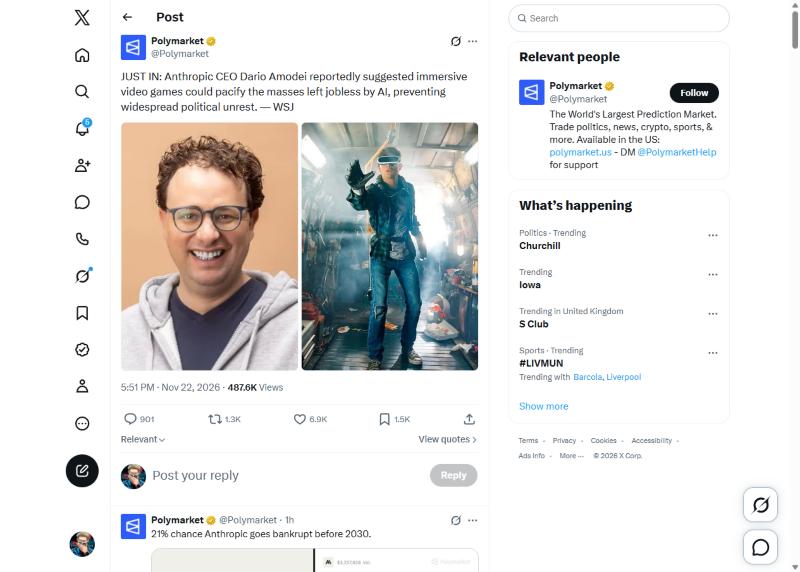 Post
Search
Polymarket
@Polymarket
JUST IN: Anthropic CEO Dario Amodei reportedly suggested immersive
video games could pacify the masses left jobless by AI, preventing
widespread political unrest. — WSJ
5:51 PM · Nov 22, 2026 · 487.6K Views
901 1.3K 6.9K 1.5K
Relevant
View quotes
Post your reply
Reply
Polymarket @Polymarket · 1h
21% chance Anthropic goes bankrupt before 2030.
Polymarket
5
Relevant people
Polymarket
@Polymarket
Follow
The World's Largest Prediction Market.
Trade politics, news, crypto, sports, &
more. Available in the US:
polymarket.us - DM @PolymarketHelp
for support
What's happening
Politics · Trending
Churchill
Trending
Iowa
Trending in United Kingdom
S Club
Sports · Trending
#LIVMUN
Trending with Barcola, Liverpool
Show more
Terms · Privacy · Cookies · Accessibility ·
Ads Info · More ··· © 2026 X Corp.